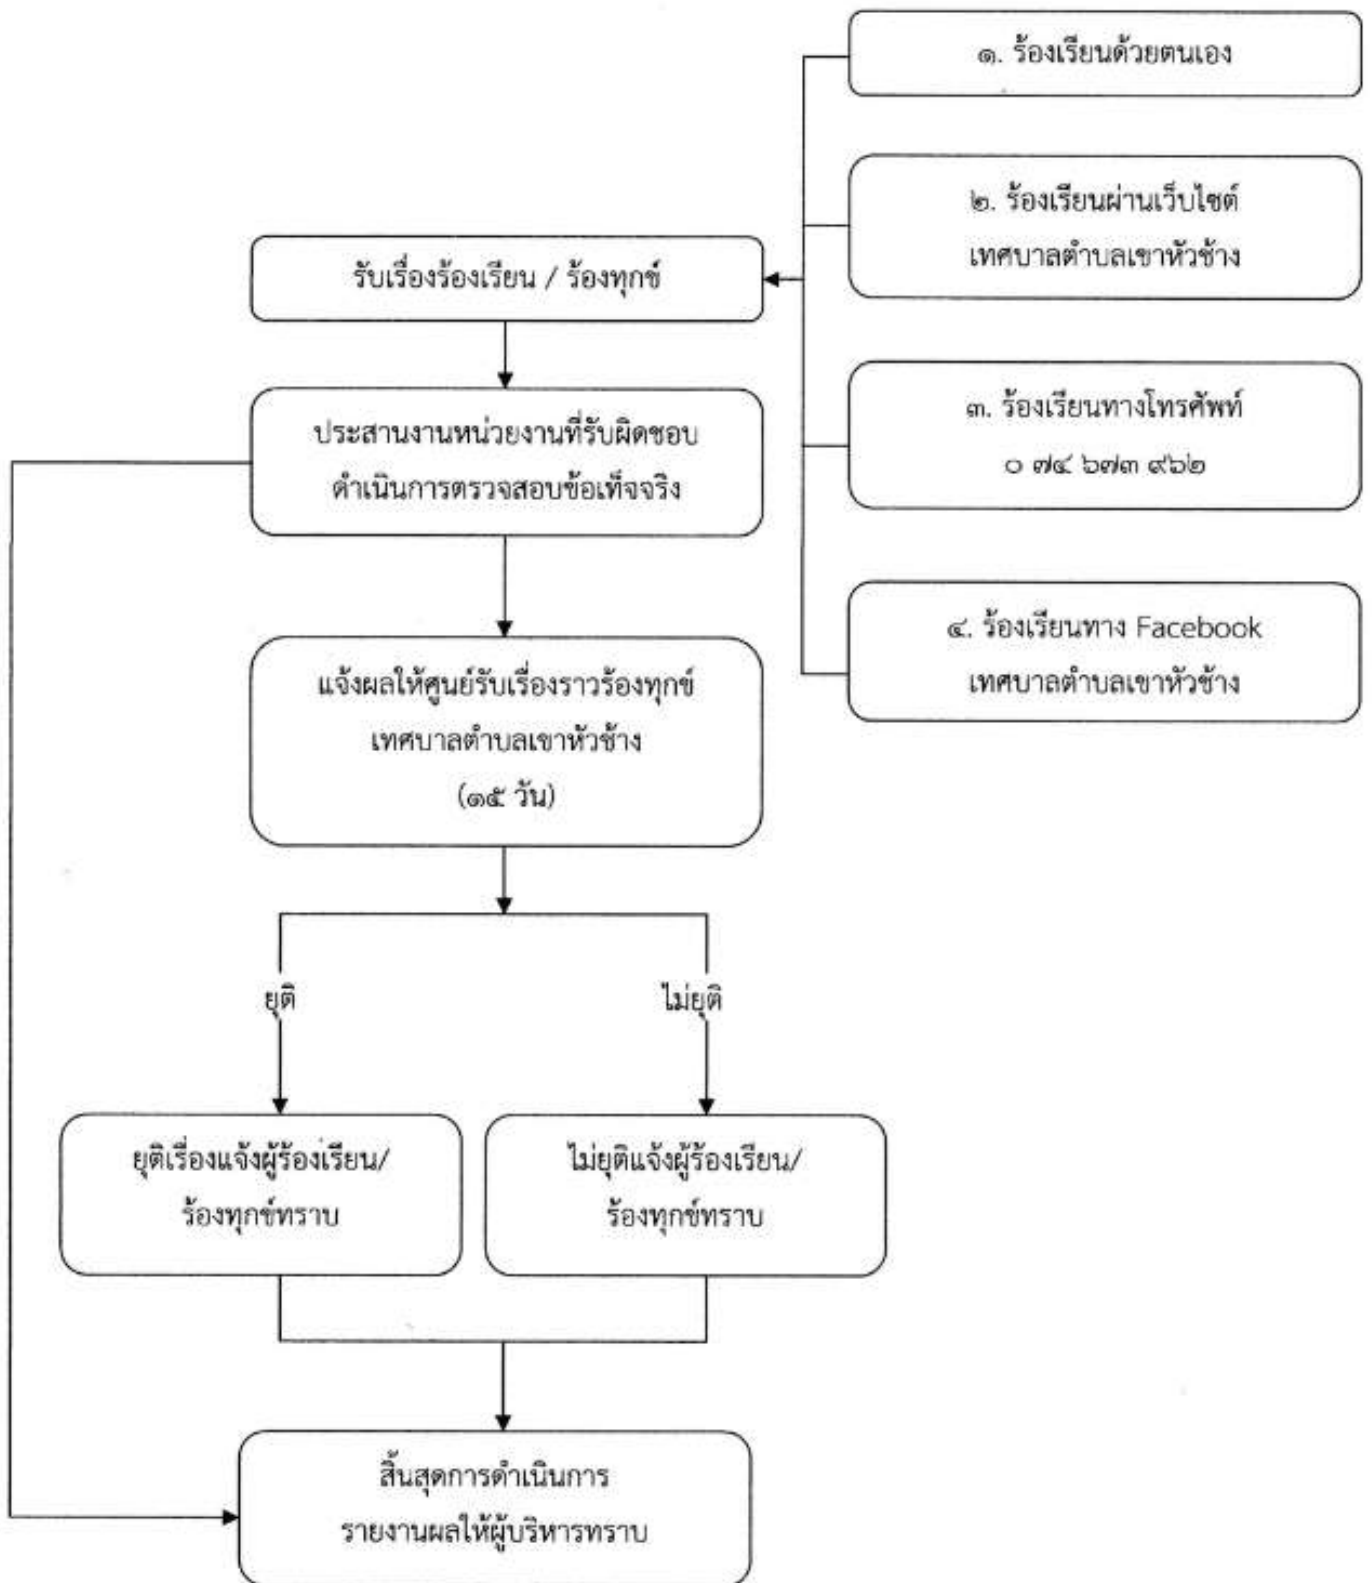 ๑. ร้องเรียนด้วยตนเอง
๒. ร้องเรียนผ่านเว็บไซต์
เทศบาลตำบลเขาหัวช้าง
รับเรื่องร้องเรียน / ร้องทุกข์
๓. ร้องเรียนทางโทรศัพท์
๐ ๗๔ ๖๗๓ ๙๖๒
ประสานงานหน่วยงานที่รับผิดชอบ
ดำเนินการตรวจสอบข้อเท็จจริง
๔. ร้องเรียนทาง Facebook
เทศบาลตำบลเขาหัวช้าง
แจ้งผลให้ศูนย์รับเรื่องราวร้องทุกข์
เทศบาลตำบลเขาหัวช้าง
(๑๕ วัน)
ยุติ
ไม่ยุติ
ยุติเรื่องแจ้งผู้ร้องเรียน/
ร้องทุกข์ทราบ
ไม่ยุติแจ้งผู้ร้องเรียน/
ร้องทุกข์ทราบ
สิ้นสุดการดำเนินการ
รายงานผลให้ผู้บริหารทราบ